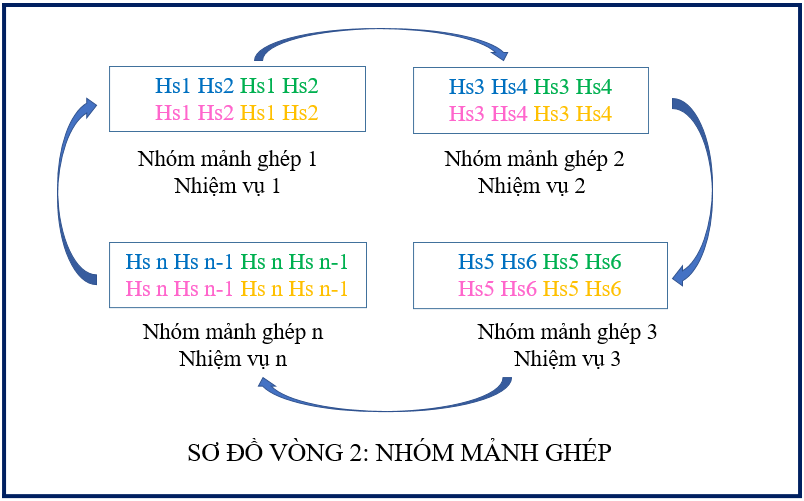 Hs1 Hs2 Hs1 Hs2
Hs1 Hs2 Hs1 Hs2
Nhóm mảnh ghép 1
Nhiệm vụ 1
Hs3 Hs4 Hs3 Hs4
Hs3 Hs4 Hs3 Hs4
Nhóm mảnh ghép 2
Nhiệm vụ 2
Hs n Hs n-1 Hs n Hs n-1
Hs n Hs n-1 Hs n Hs n-1
Nhóm mảnh ghép n
Nhiệm vụ n
Hs5 Hs6 Hs5 Hs6
Hs5 Hs6 Hs5 Hs6
Nhóm mảnh ghép 3
Nhiệm vụ 3
SƠ ĐỒ VÒNG 2: NHÓM MẢNH GHÉP